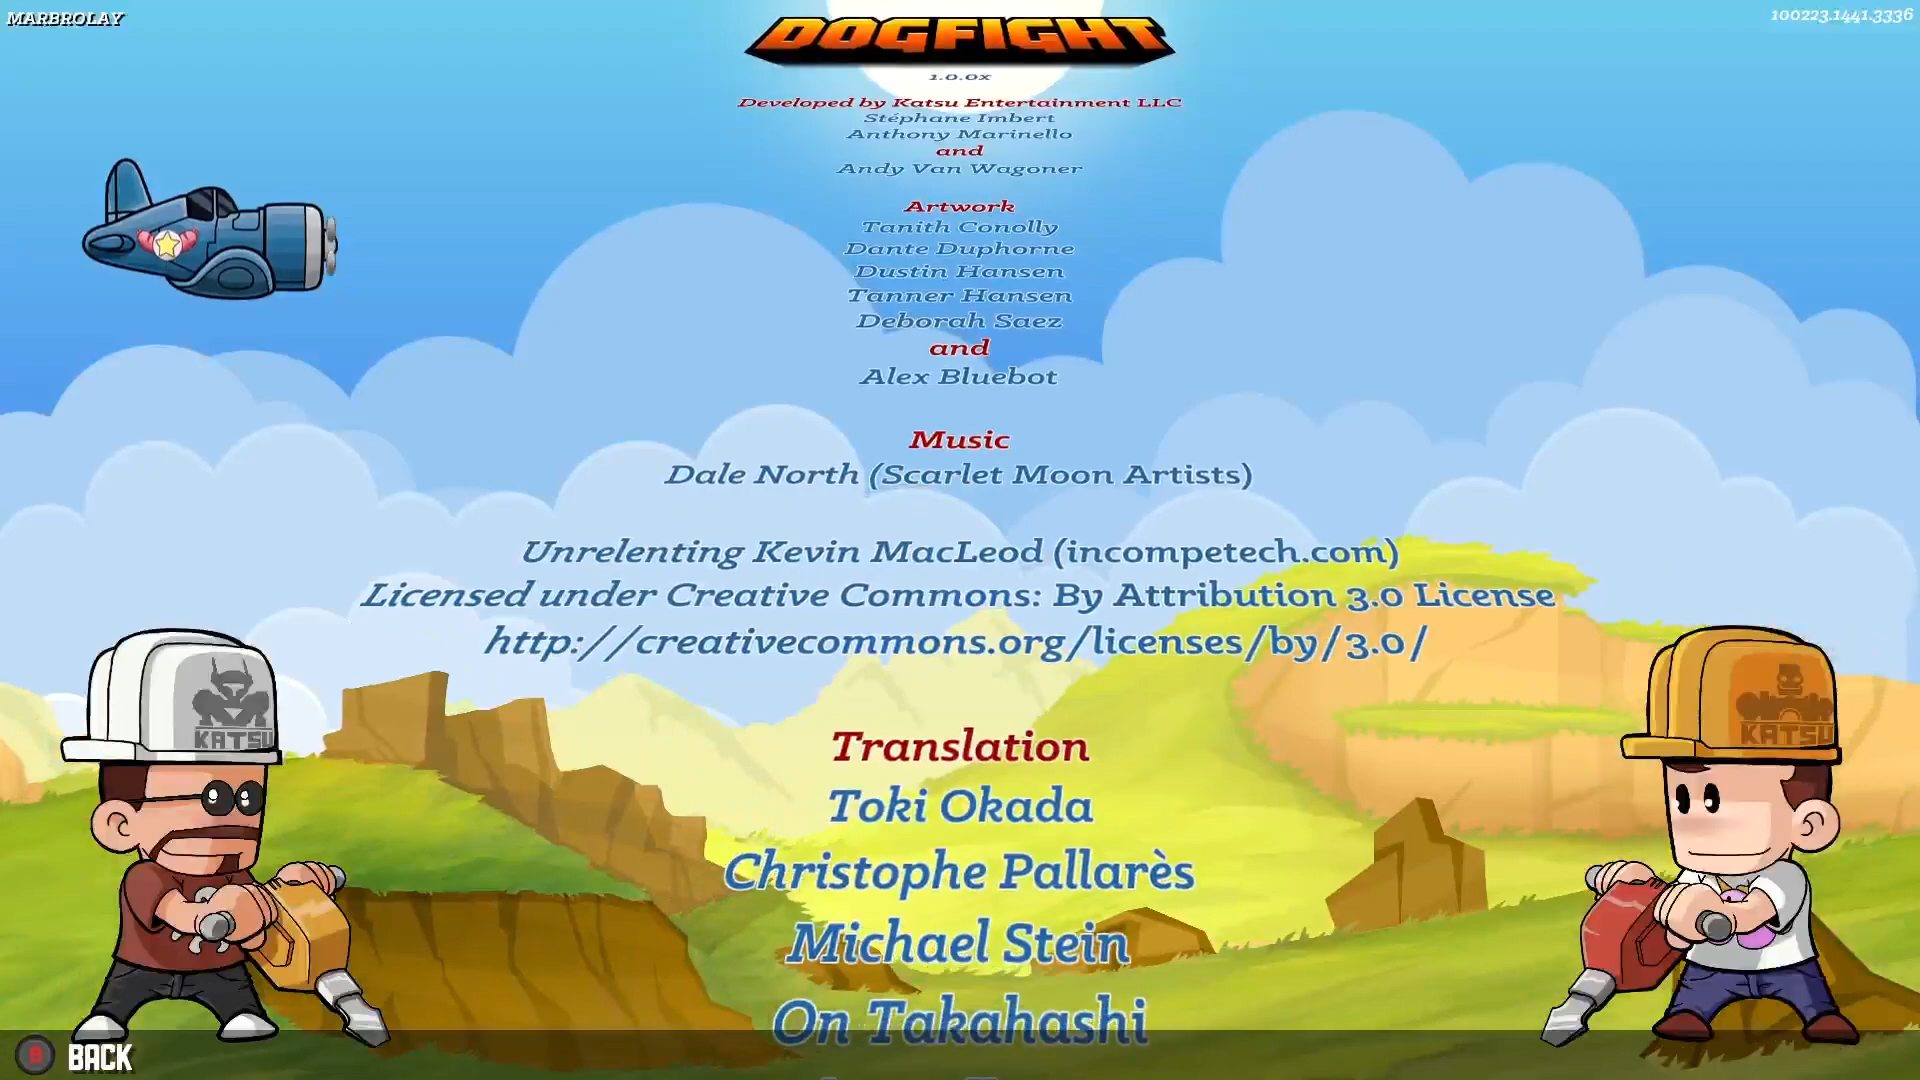 MARBROLAY
100223.1441.3336
DOGFIGHT
1.0.0x
Developed by Katsu Entertainment LLC
Stéphane Imbert
Anthony Marinello
and
Andy Van Wagoner
Artwork
Tanith Conolly
Dante Duphorne
Dustin Hansen
Tanner Hansen
Deborah Saez
and
Alex Bluebot
Music
Dale North (Scarlet Moon Artists)
Unrelenting Kevin MacLeod (incompetech.com)
Licensed under Creative Commons: By Attribution 3.0 License
http://creativecommons.org/licenses/by/3.0/
KATSU
KATSU
Translation
Toki Okada
Christophe Pallarès
Michael Stein
On Takahashi
B BACK